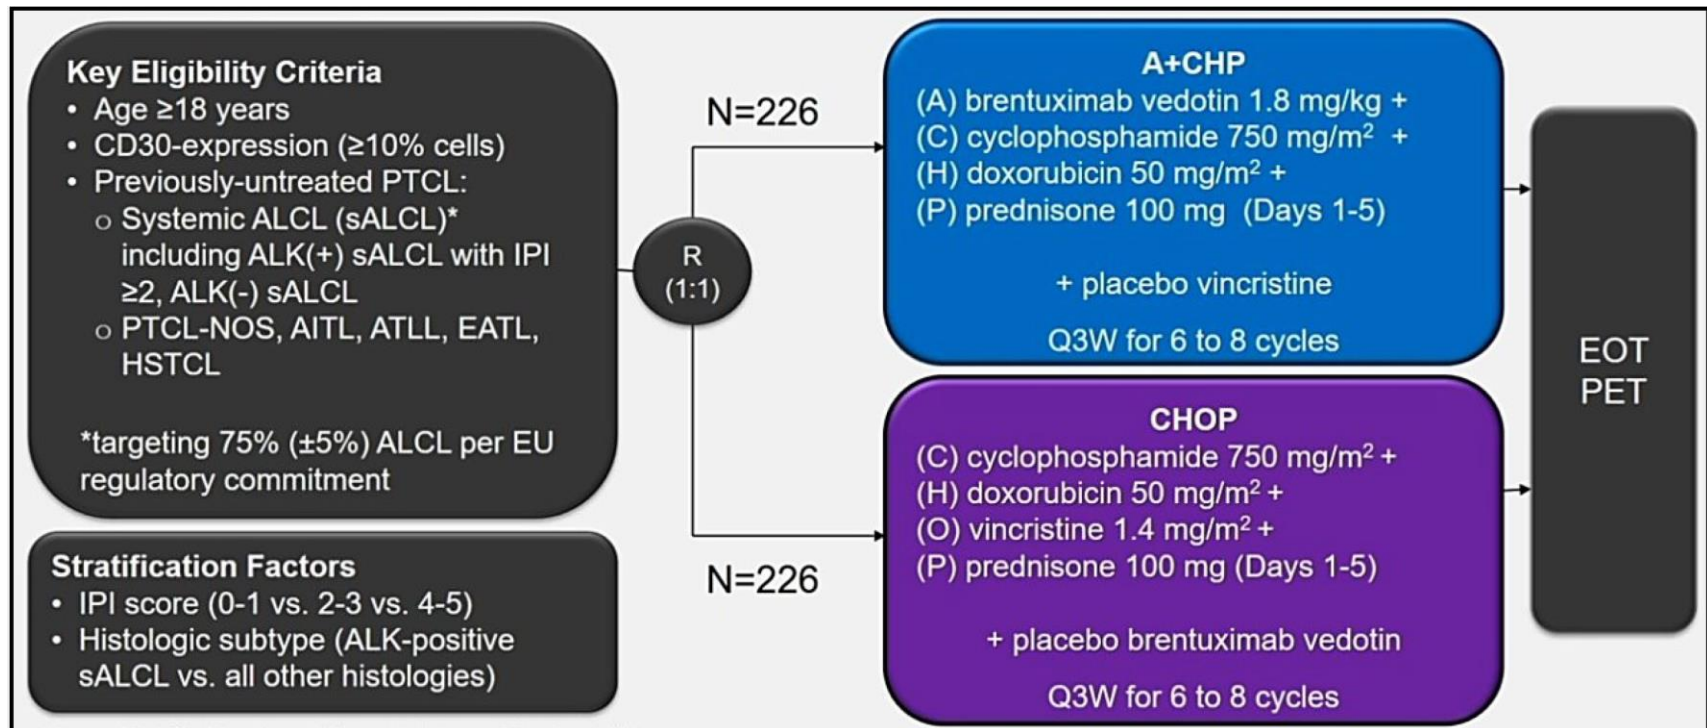 Key Eligibility Criteria
• Age ≥18 years
• CD30-expression (≥10% cells)
• Previously-untreated PTCL:
o Systemic ALCL (sALCL)*
including ALK(+) sALCL with IPI
≥2, ALK(-) sALCL
o PTCL-NOS, AITL, ATLL, EATL,
HSTCL
*targeting 75% (±5%) ALCL per EU
regulatory commitment
Stratification Factors
• IPI score (0-1 vs. 2-3 vs. 4-5)
• Histologic subtype (ALK-positive
sALCL vs. all other histologies)
R
(1:1)
N=226
N=226
A+CHP
(A) brentuximab vedotin 1.8 mg/kg +
(C) cyclophosphamide 750 mg/m² +
(H) doxorubicin 50 mg/m² +
(P) prednisone 100 mg (Days 1-5)
+ placebo vincristine
Q3W for 6 to 8 cycles
CHOP
(C) cyclophosphamide 750 mg/m² +
(H) doxorubicin 50 mg/m² +
(O) vincristine 1.4 mg/m² +
(P) prednisone 100 mg (Days 1-5)
+ placebo brentuximab vedotin
Q3W for 6 to 8 cycles
EOT
PET